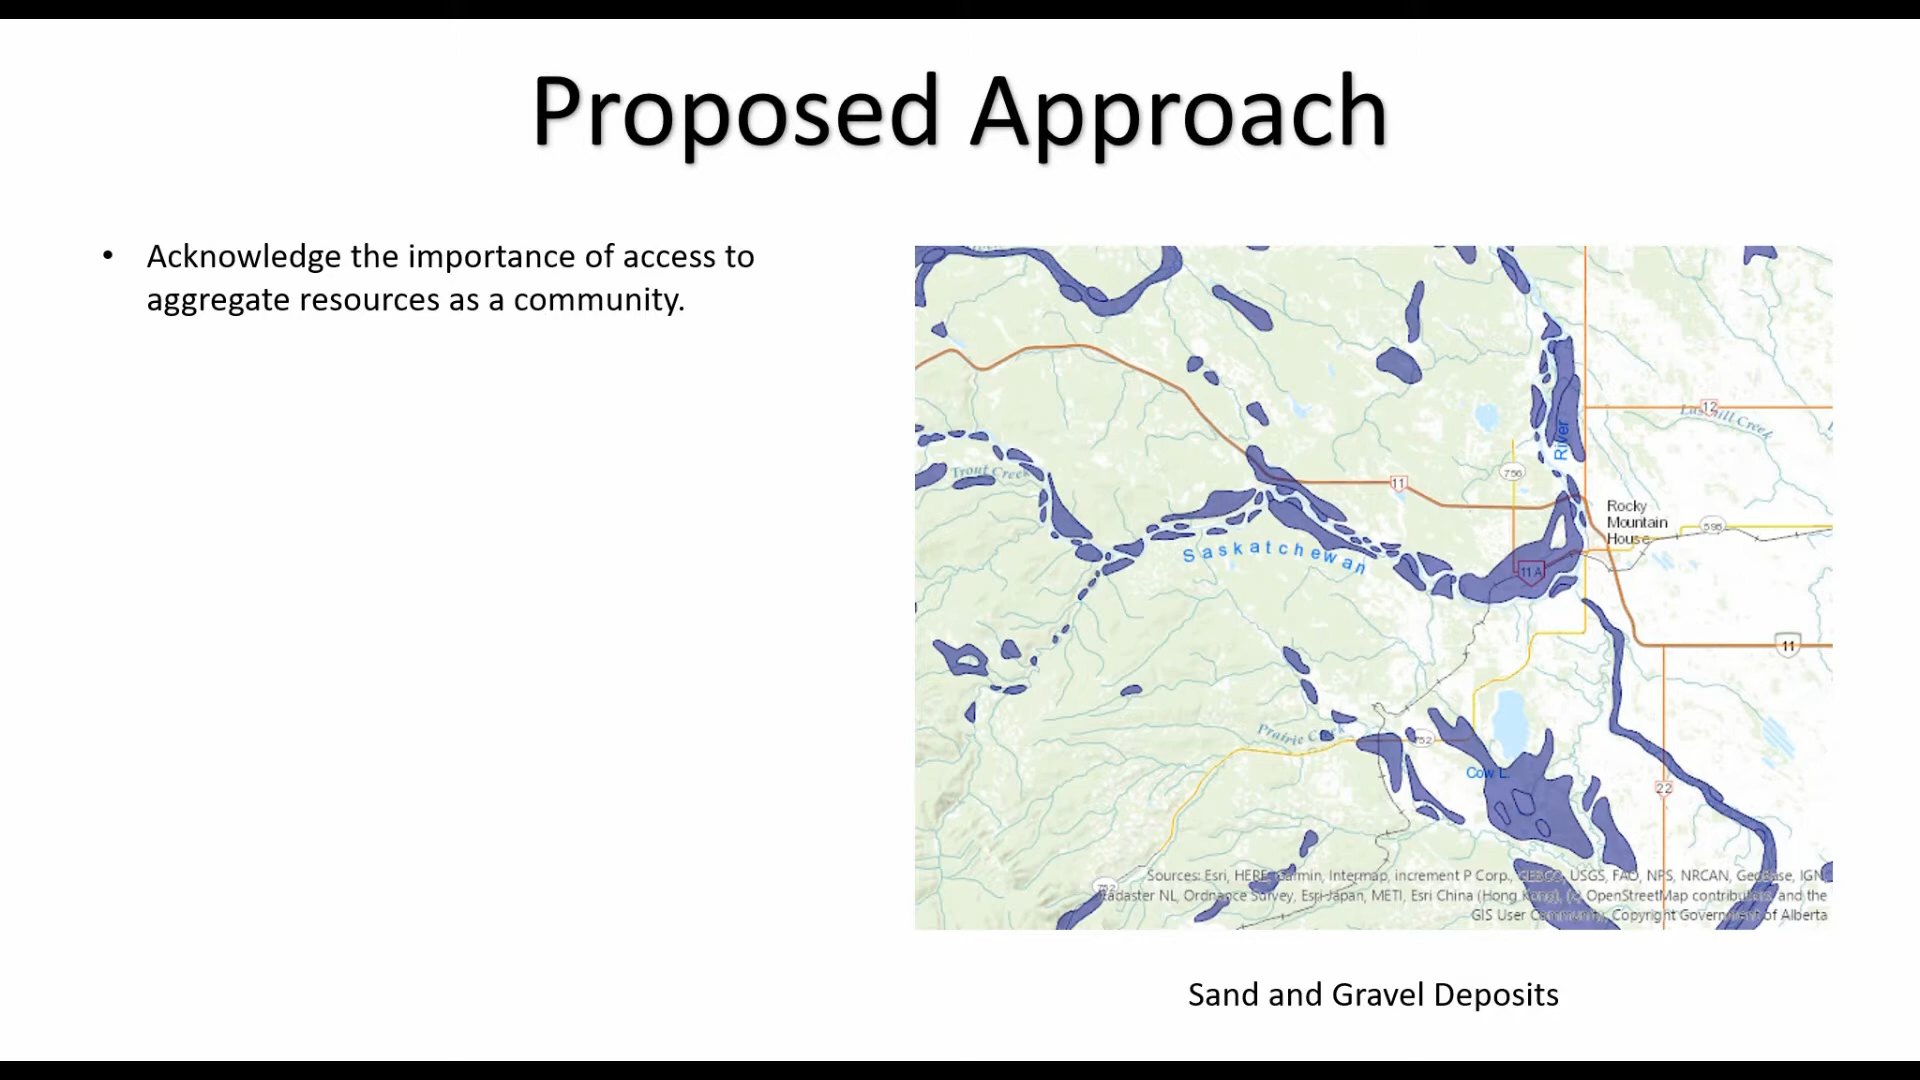 Proposed Approach
• Acknowledge the importance of access to
aggregate resources as a community.
12
Trout Creek
River
756
11
Rocky
Mountain
House
598
Saskatchewan
11A
11
Prairie Creek
752
Cow L.
22
752
Sources: Esri, HERE, Garmin, Intermap, increment P Corp., GEBCO, USGS, FAO, NPS, NRCAN, GeoBase, IGN,
Kadaster NL, Ordnance Survey, Esri Japan, METI, Esri China (Hong Kong), (c) OpenStreetMap contributors, and the
GIS User Community, Copyright Government of Alberta
Sand and Gravel Deposits